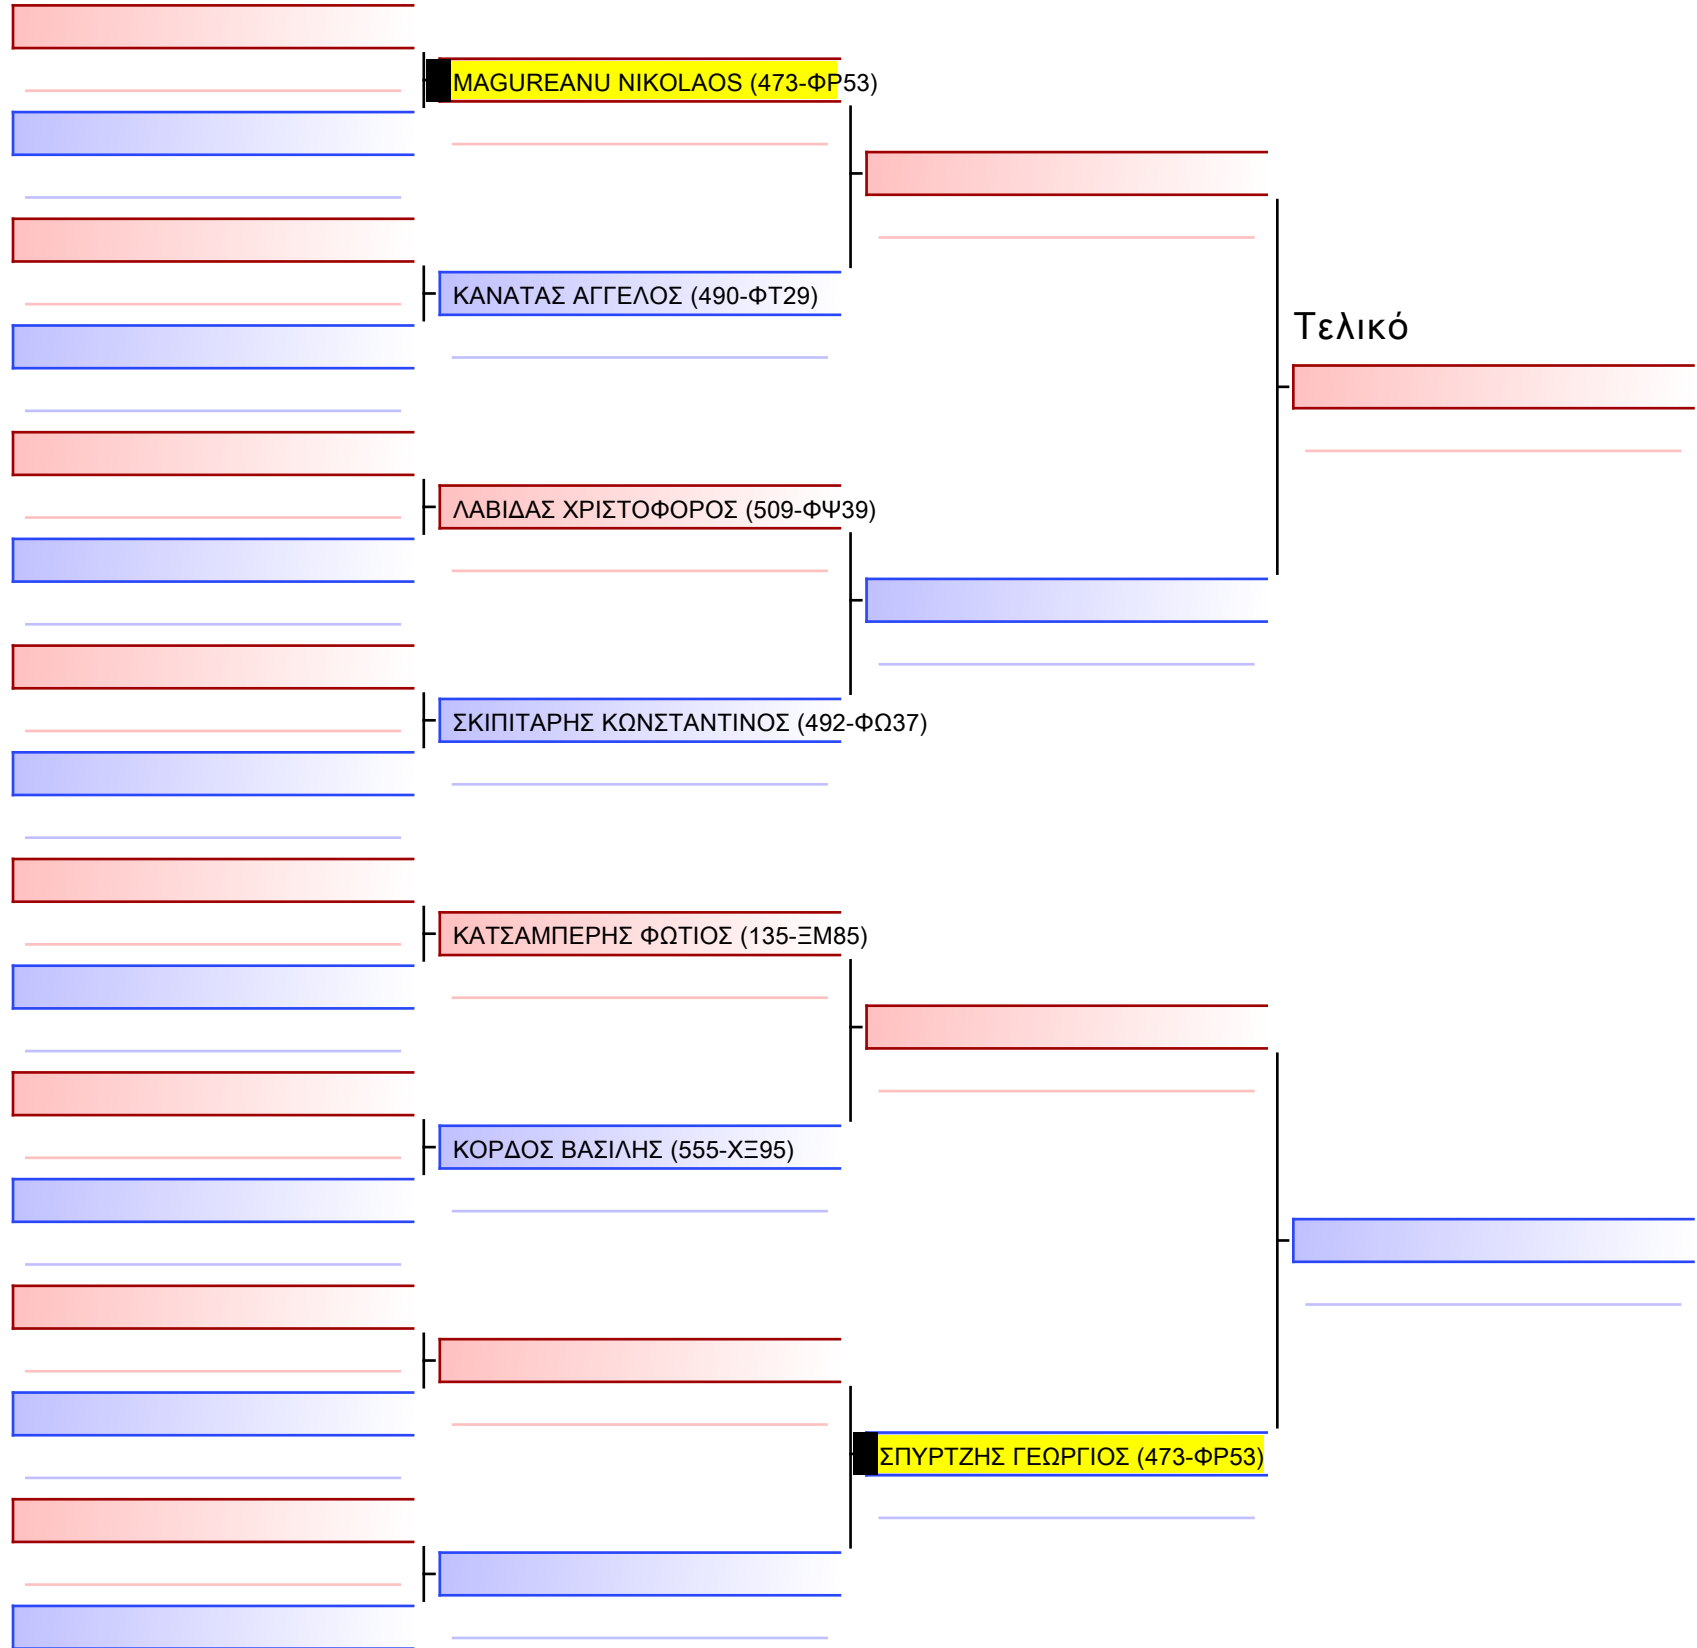 MAGUREANU NIKOLAOS (473-ΦΡ53)
ΚΑΝΑΤΑΣ ΑΓΓΕΛΟΣ (490-ΦΤ29)
Τελικό
ΛΑΒΙΔΑΣ ΧΡΙΣΤΟΦΟΡΟΣ (509-ΦΨ39)
ΣΚΙΠΙΤΑΡΗΣ ΚΩΝΣΤΑΝΤΙΝΟΣ (492-ΦΩ37)
ΚΑΤΣΑΜΠΕΡΗΣ ΦΩΤΙΟΣ (135-ΞΜ85)
ΚΟΡΔΟΣ ΒΑΣΙΛΗΣ (555-ΧΞ95)
ΣΠΥΡΤΖΗΣ ΓΕΩΡΓΙΟΣ (473-ΦΡ53)